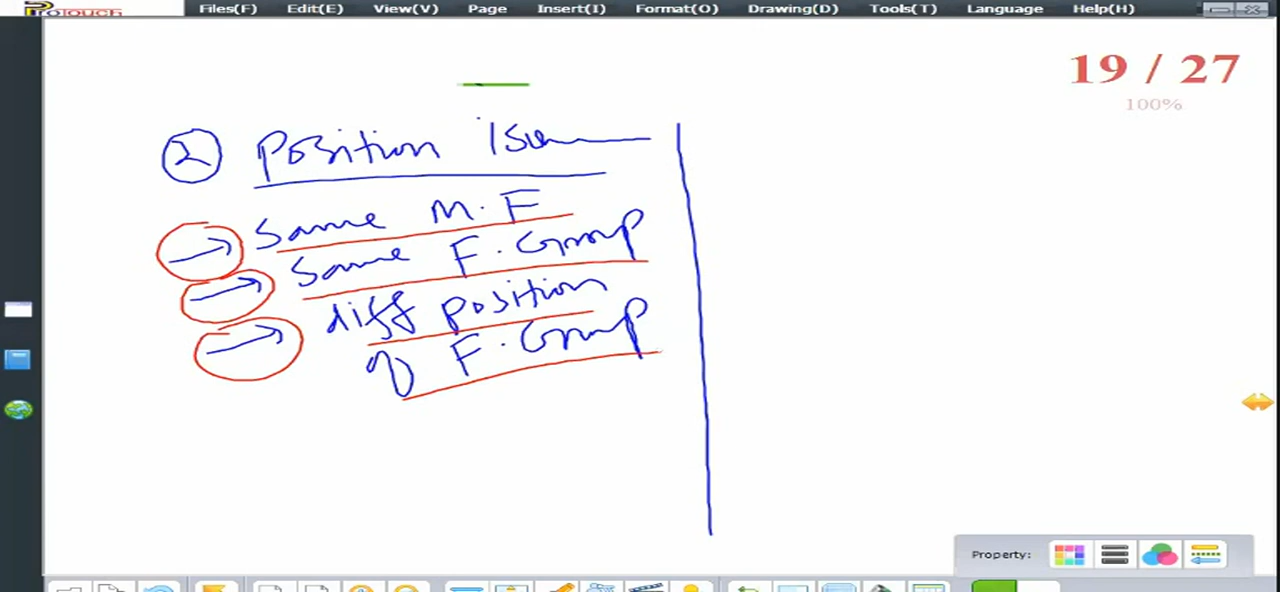 PROTOUCH
Files(F) Edit(E) View(V) Page Insert(I) Format(O) Drawing(D) Tools(T) Language Help(H)
19 / 27
100%
2 Position
Same M.F
Same F. Group
diff position
of F. Group
Property: